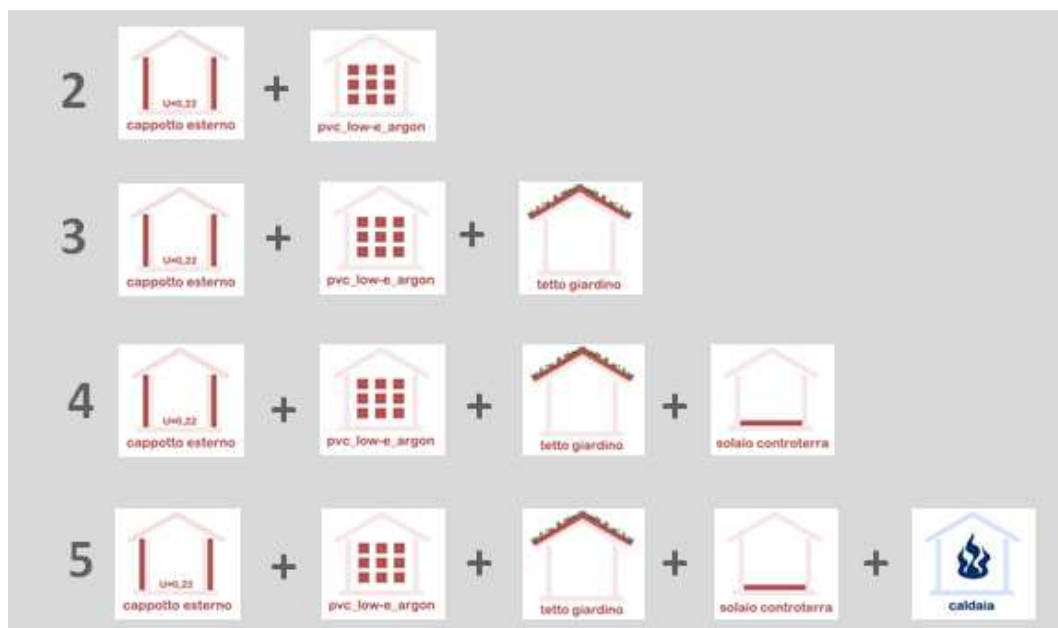 2 U=0,22 + 
cappotto esterno pvc_low-e_argon
3 U=0,22 + +
cappotto esterno pvc_low-e_argon tetto giardino
4 U=0,22 + + +
cappotto esterno pvc_low-e_argon tetto giardino solaio controterra
5 U=0,22 + + + +
cappotto esterno pvc_low-e_argon tetto giardino solaio controterra caldaia